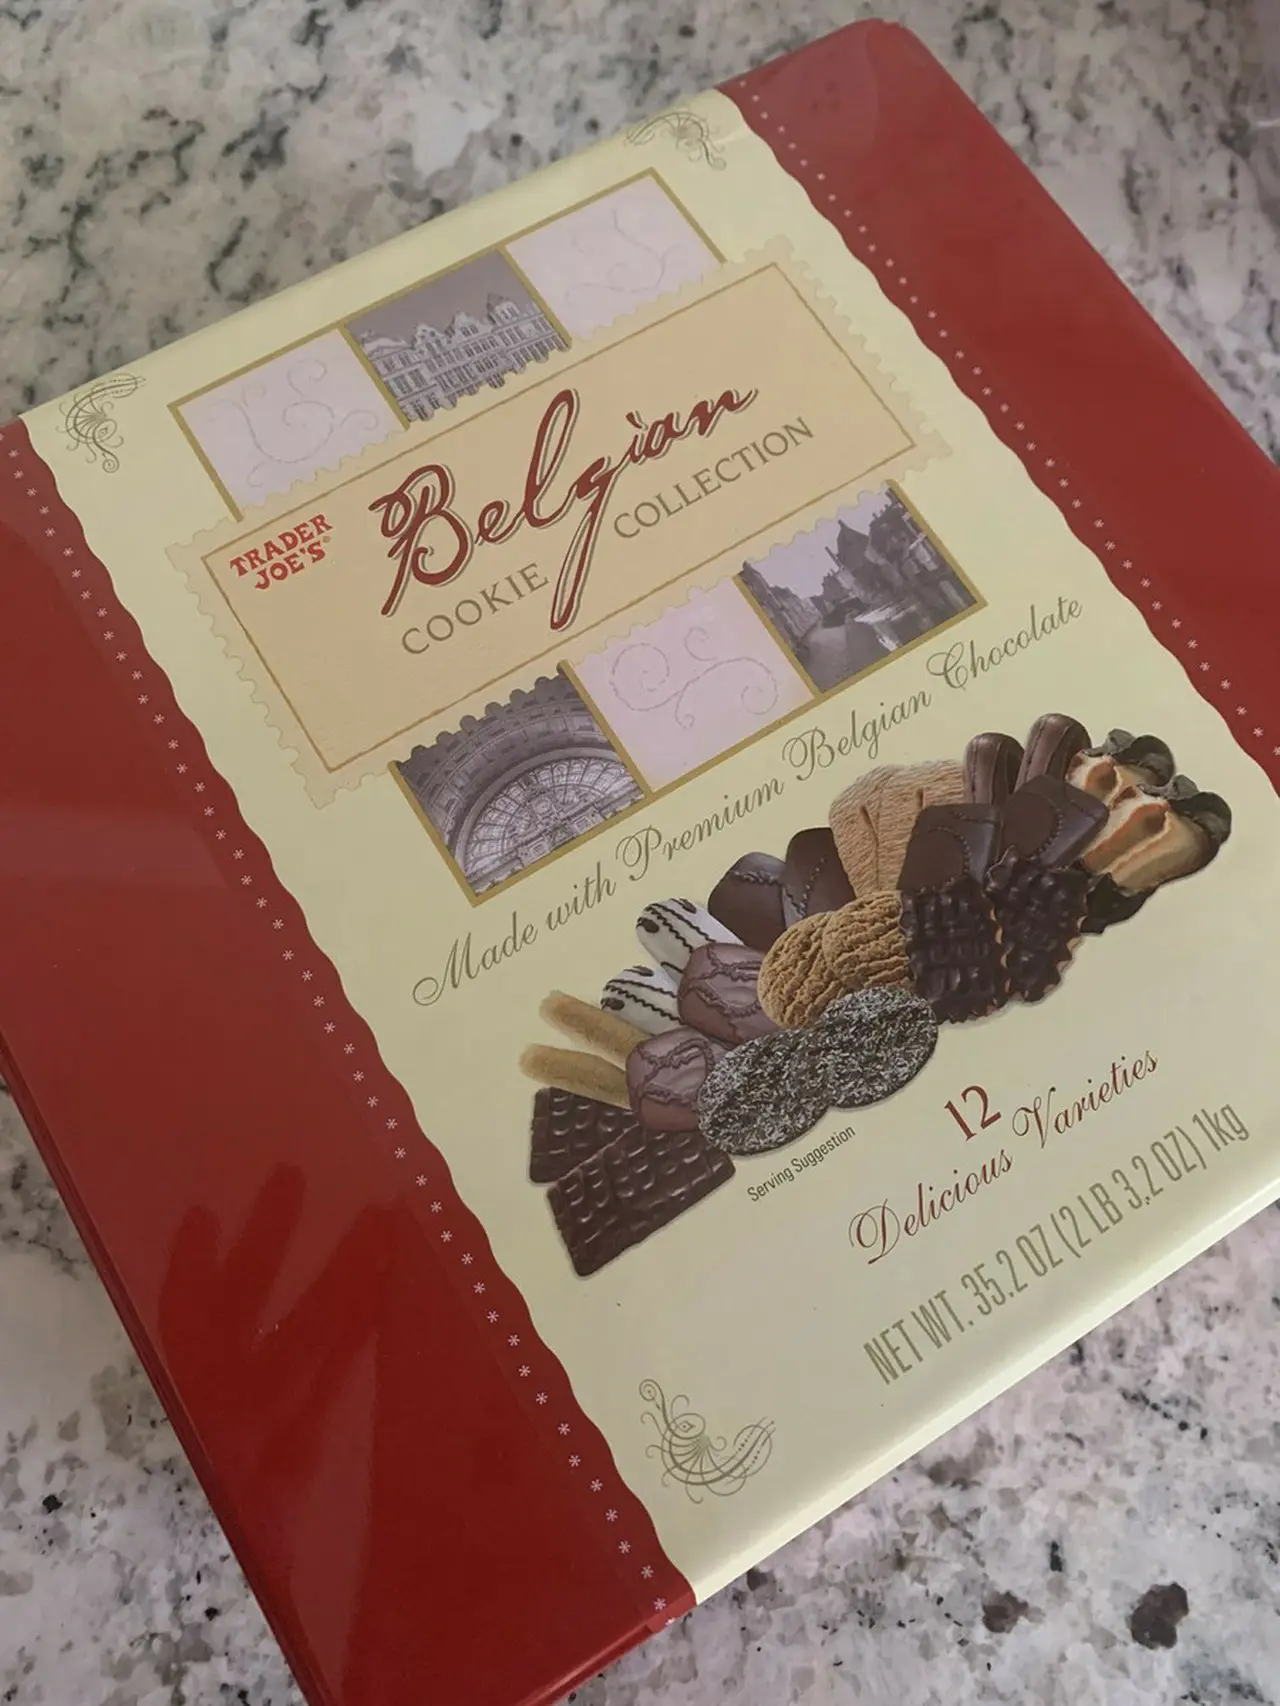 TRADER
JOE'S®
Belgian
COOKIE COLLECTION
Made with Premium Belgian Chocolate
Serving Suggestion
12
Delicious Varieties
NET WT. 35.2 OZ (2 LB 3.2 OZ) 1kg